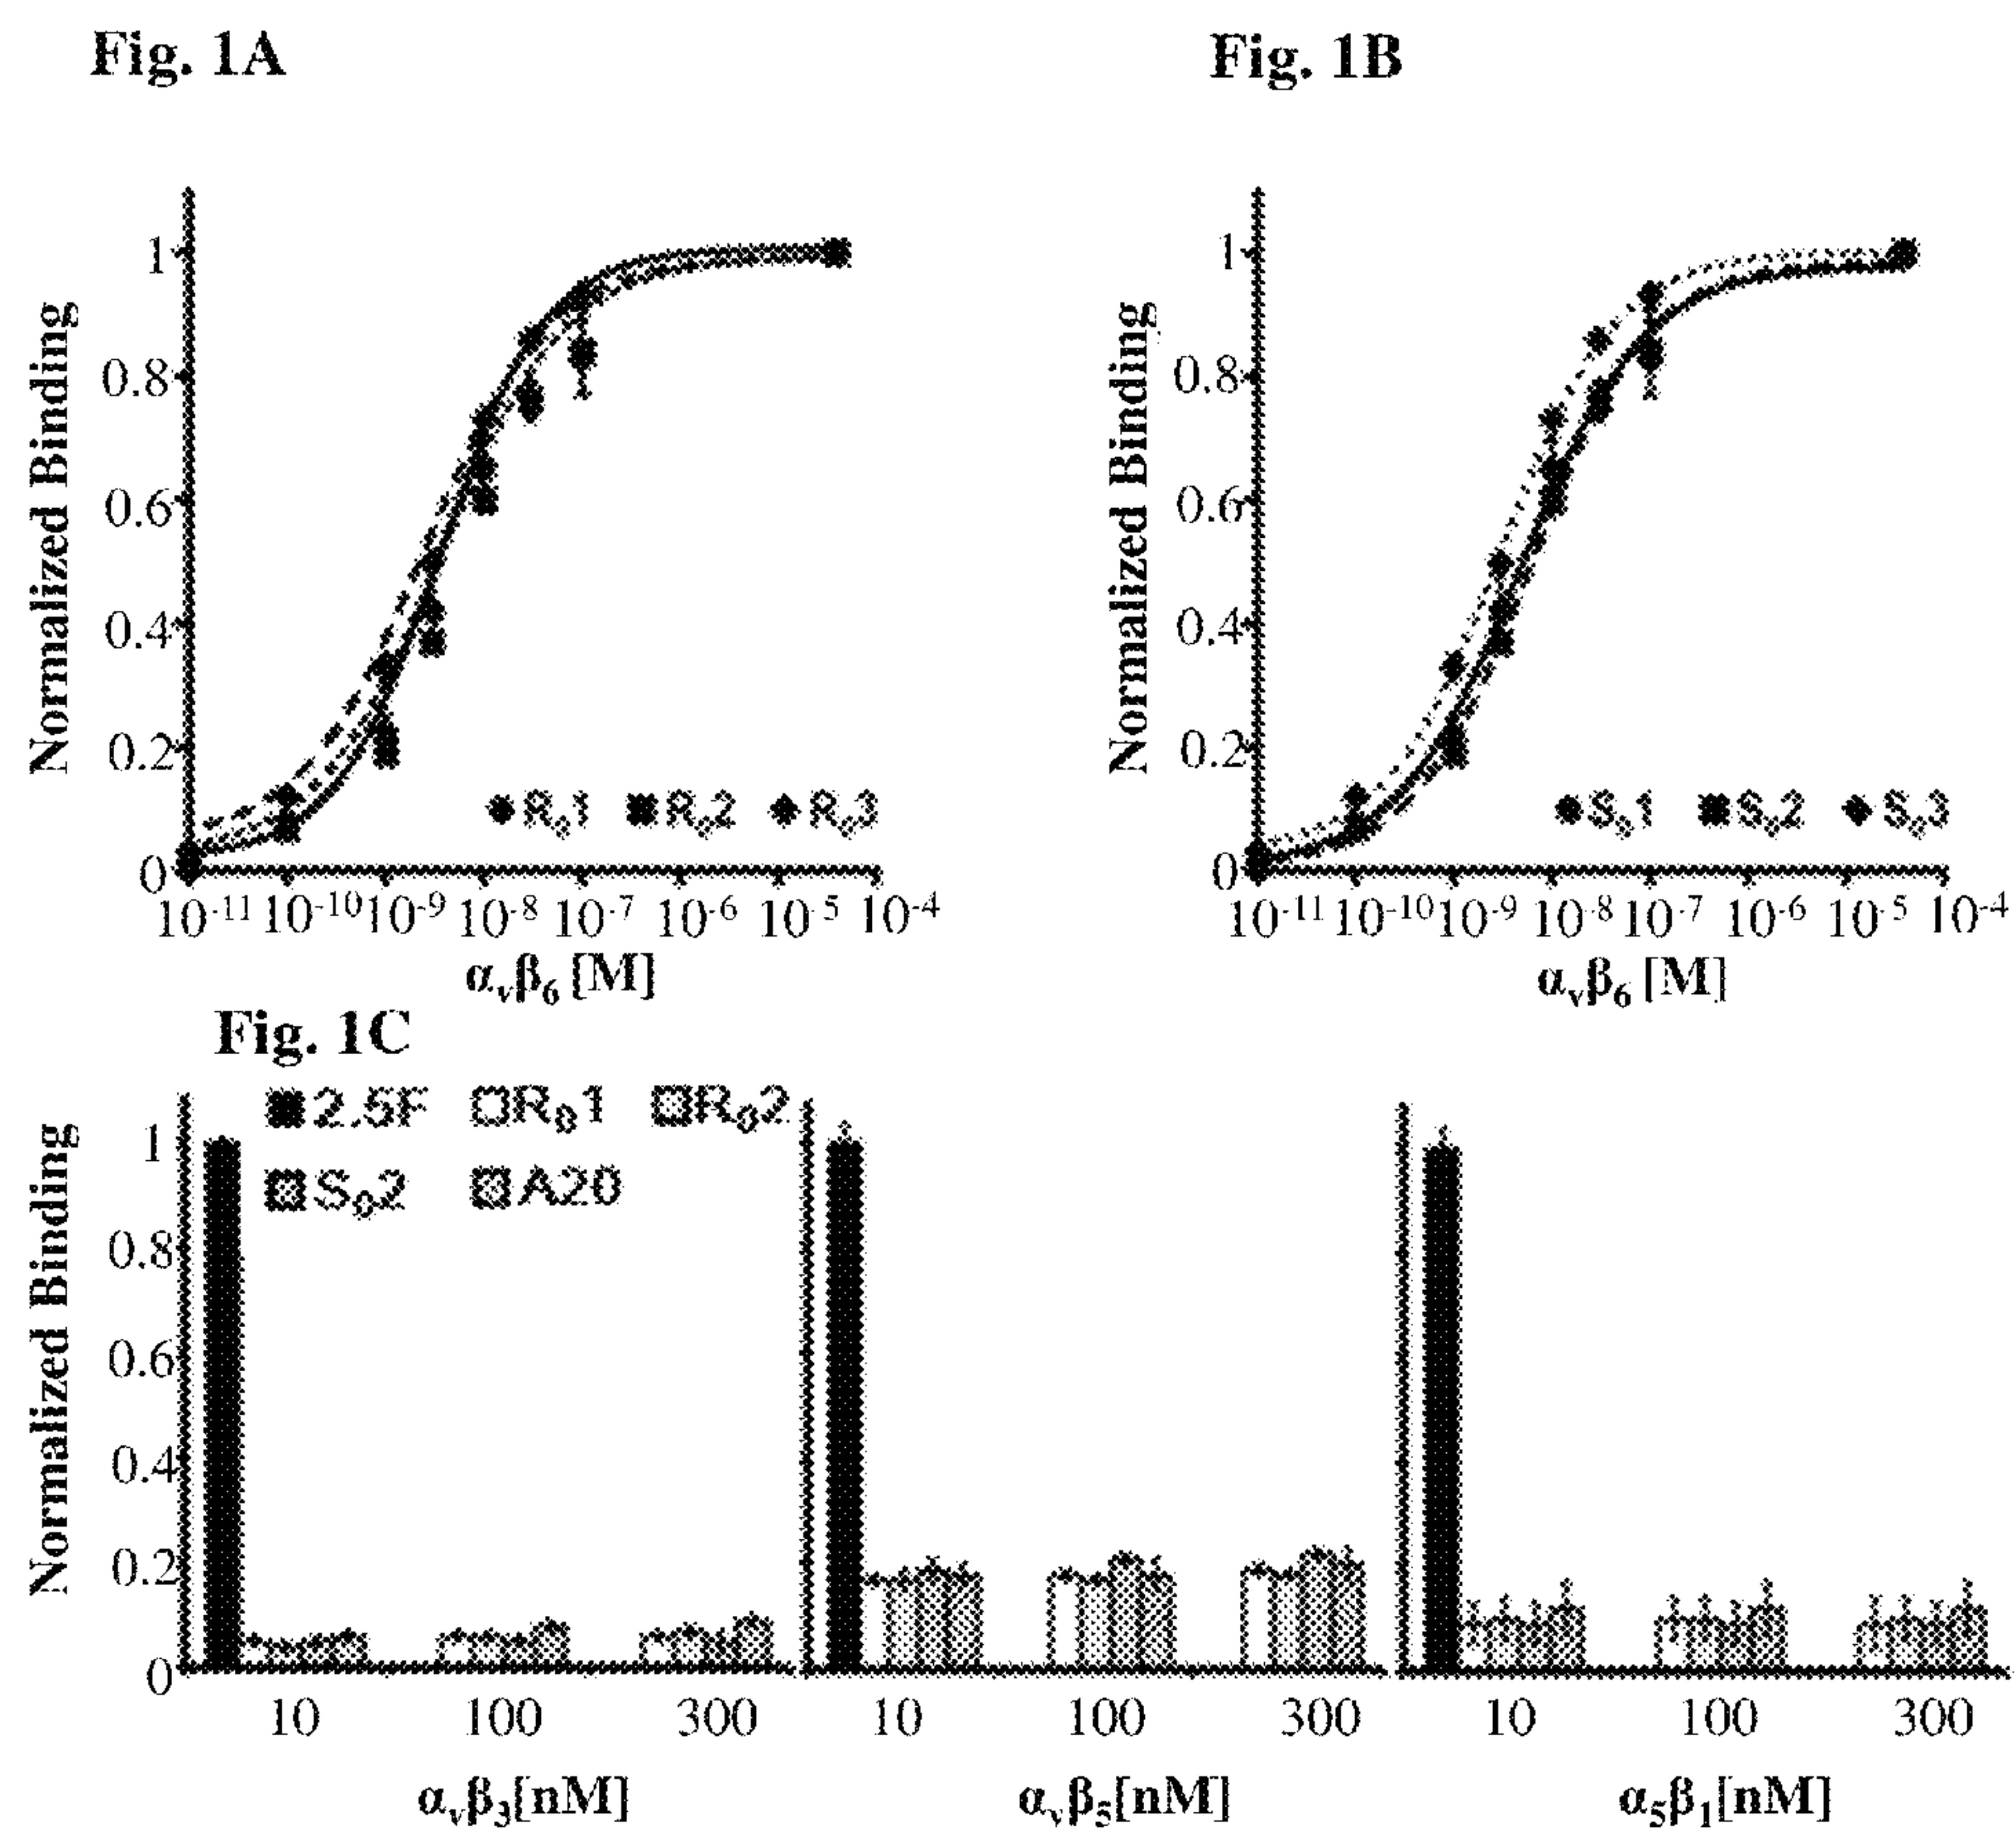 Fig. 1A
Fig. 1B
Normalized Binding
1
0.8
0.6
0.4
0.2
0
R₀1 R₀2 R₀3
10⁻¹¹ 10⁻¹⁰ 10⁻⁹ 10⁻⁸ 10⁻⁷ 10⁻⁶ 10⁻⁵ 10⁻⁴
αᵥβ₆ [M]
Normalized Binding
1
0.8
0.6
0.4
0.2
0
S₀1 S₀2 S₀3
10⁻¹¹ 10⁻¹⁰ 10⁻⁹ 10⁻⁸ 10⁻⁷ 10⁻⁶ 10⁻⁵ 10⁻⁴
αᵥβ₆ [M]
Fig. 1C
2.5F R₀1 R₀2
S₀2 A20
Normalized Binding
1
0.8
0.6
0.4
0.2
0
10 100 300
αᵥβ₃[nM]
10 100 300
αᵥβ₅[nM]
10 100 300
α₅β₁[nM]